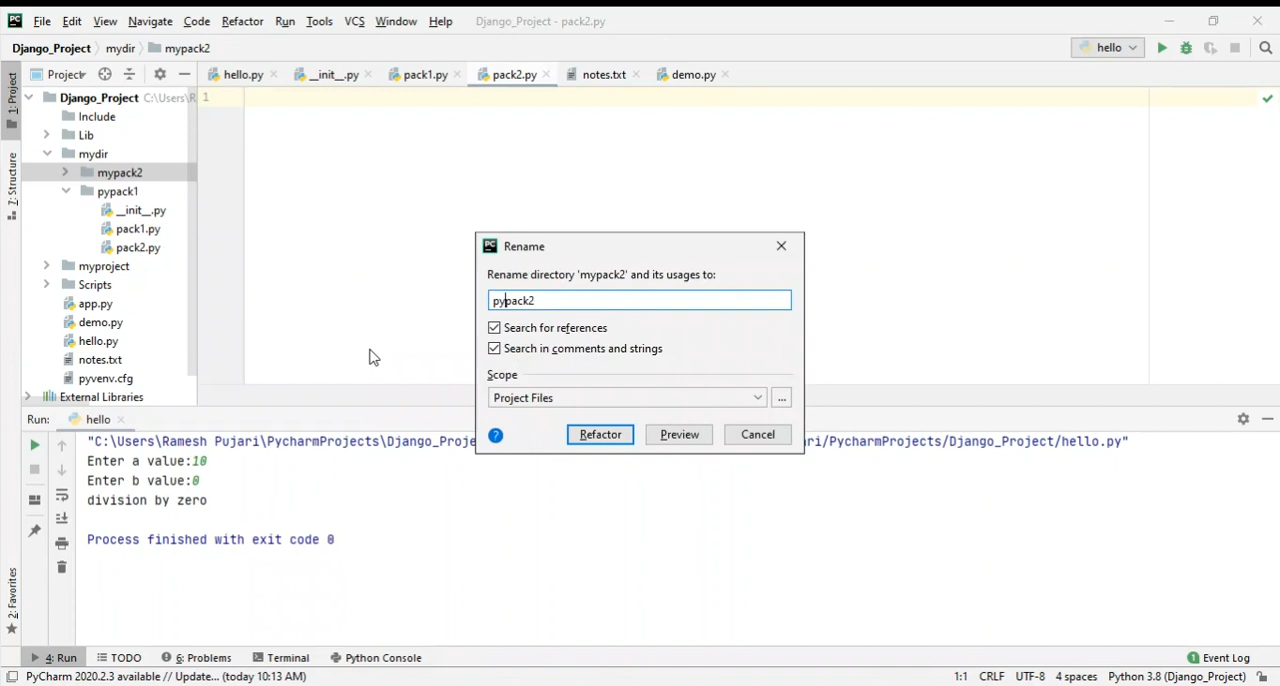 PC File Edit View Navigate Code Refactor Run Tools VCS Window Help Django_Project - pack2.py
Django_Project mydir mypack2 hello
1: Project
Project
hello.py __init__.py pack1.py pack2.py notes.txt demo.py
Django_Project C:\Users\R
1
Include
Lib
mydir
mypack2
pypack1
__init__.py
pack1.py
pack2.py
myproject
Scripts
app.py
demo.py
hello.py
notes.txt
pyvenv.cfg
External Libraries
7: Structure
PC Rename
Rename directory 'mypack2' and its usages to:
pypack2
Search for references
Search in comments and strings
Scope
Project Files ...
? Refactor Preview Cancel
Run: hello
"C:\Users\Ramesh Pujari\PycharmProjects\Django_Proje ari/PycharmProjects/Django_Project/hello.py"
Enter a value:10
Enter b value:0
division by zero
Process finished with exit code 0
2: Favorites
4: Run TODO 6: Problems Terminal Python Console 1 Event Log
PyCharm 2020.2.3 available // Update... (today 10:13 AM) 1:1 CRLF UTF-8 4 spaces Python 3.8 (Django_Project)